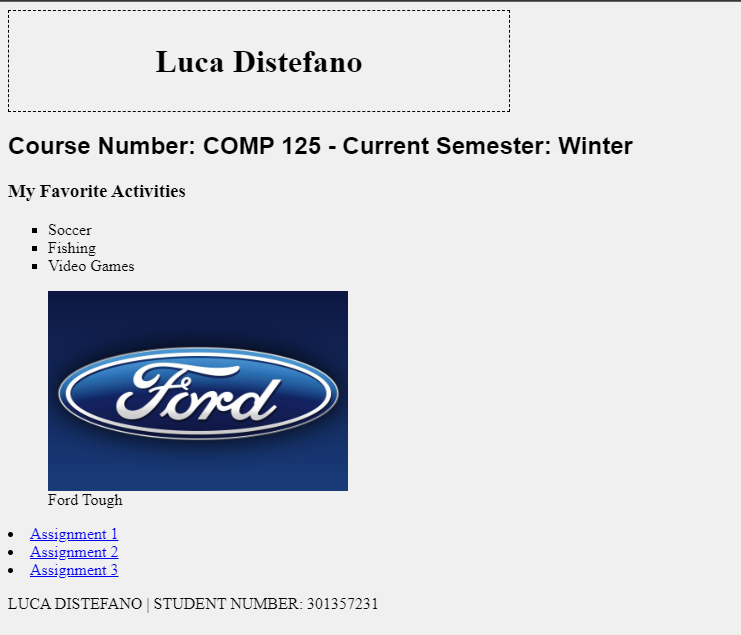 Luca Distefano
Course Number: COMP 125 - Current Semester: Winter
My Favorite Activities
Soccer
Fishing
Video Games
Ford
Ford Tough
Assignment 1
Assignment 2
Assignment 3
LUCA DISTEFANO | STUDENT NUMBER: 301357231